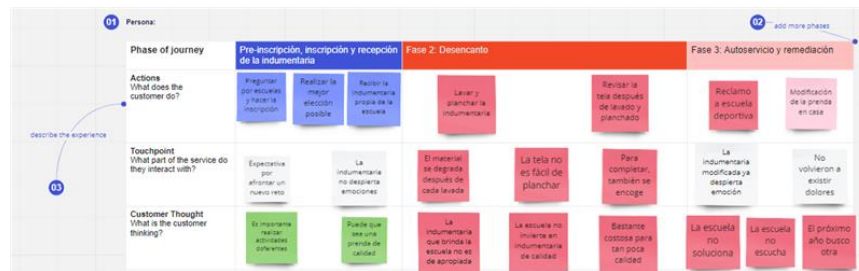 01 Persona:
02 add more phases
Phase of journey
Pre-inscripción, inscripción y recepción
de la indumentaria
Fase 2: Desencanto
Fase 3: Autoservicio y remediación
Actions
What does the
customer do?
Preguntar
por escuelas
y hacer la
inscripción
Realizar la
mejor
elección
posible
Recibir la
indumentaria
propia de la
escuela
Lavar y
planchar la
indumentaria
Revisar la
tela después
de lavado y
planchado
Reclamo
a escuela
deportiva
Modificación
de la prenda
en casa
describe the experience
03
Touchpoint
What part of the service do
they interact with?
Expectativa
por
afrontar un
nuevo reto
La
indumentaria
no despierta
emociones
El material
se degrada
después de
cada lavada
La tela no
es fácil de
planchar
Para
completar,
también se
encoge
La
indumentaria
modificada ya
despierta
emoción
No
volvieron a
existir
dolores
Customer Thought
What is the customer
thinking?
Es importante
realizar
actividades
diferentes
Puede que
sea una
prenda de
calidad
La
indumentaria
que brinda la
escuela no es
de apropiada
La escuela no
invierte en
indumentaria
de calidad
Bastante
costosa para
tan poca
calidad
La escuela
no
soluciona
La escuela
no
escucha
El próximo
año busco
otra